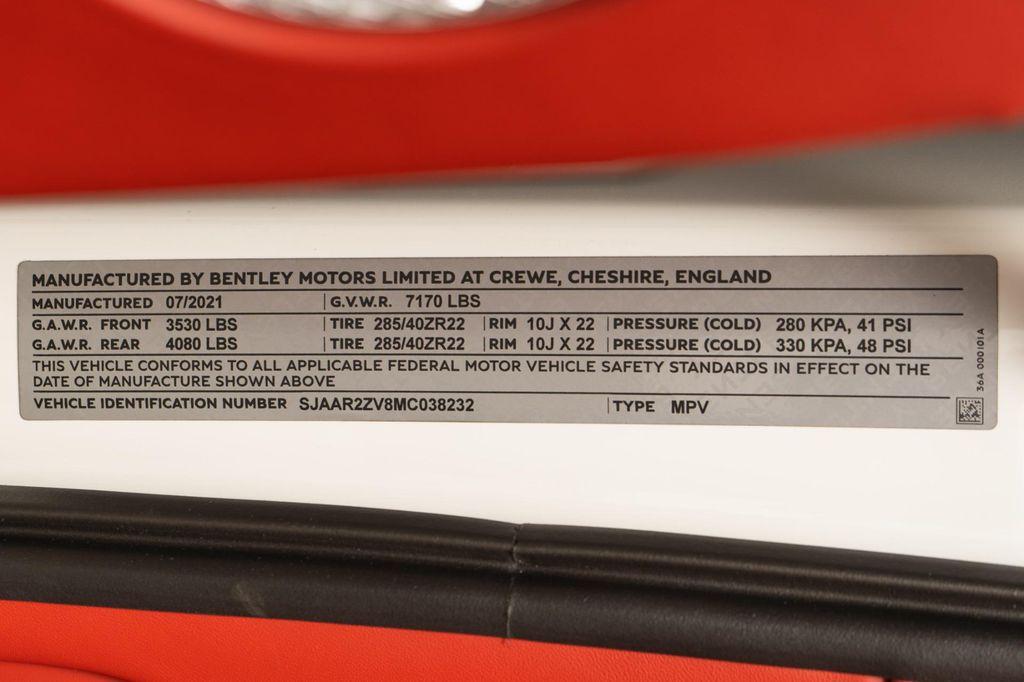 MANUFACTURED BY BENTLEY MOTORS LIMITED AT CREWE, CHESHIRE, ENGLAND
MANUFACTURED 07/2021 G.V.W.R. 7170 LBS
G.A.W.R. FRONT 3530 LBS TIRE 285/40ZR22 RIM 10J X 22 PRESSURE (COLD) 280 KPA, 41 PSI
G.A.W.R. REAR 4080 LBS TIRE 285/40ZR22 RIM 10J X 22 PRESSURE (COLD) 330 KPA, 48 PSI
THIS VEHICLE CONFORMS TO ALL APPLICABLE FEDERAL MOTOR VEHICLE SAFETY STANDARDS IN EFFECT ON THE
DATE OF MANUFACTURE SHOWN ABOVE
VEHICLE IDENTIFICATION NUMBER SJAAR2ZV8MC038232 TYPE MPV
36A 000101A